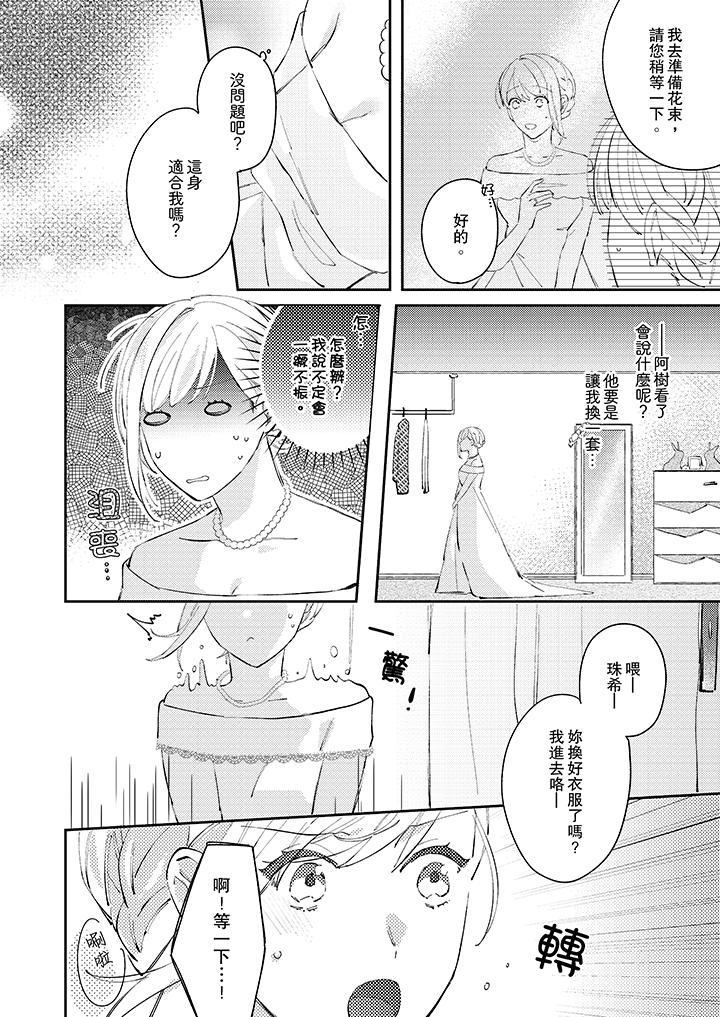 我去準備花束，
請您稍等一下。
好…
好的。
沒問題吧？
這身
適合我嗎？
——阿樹看了
會說什麼呢？
他要是
讓我換一套…
怎…
怎麼辦？
我說不定會
一蹶不振。
沮喪…
喂—
珠希—
妳換好衣服了嗎？
我進去咯—
一驚！
轉
啊！等一下…！
唰啦